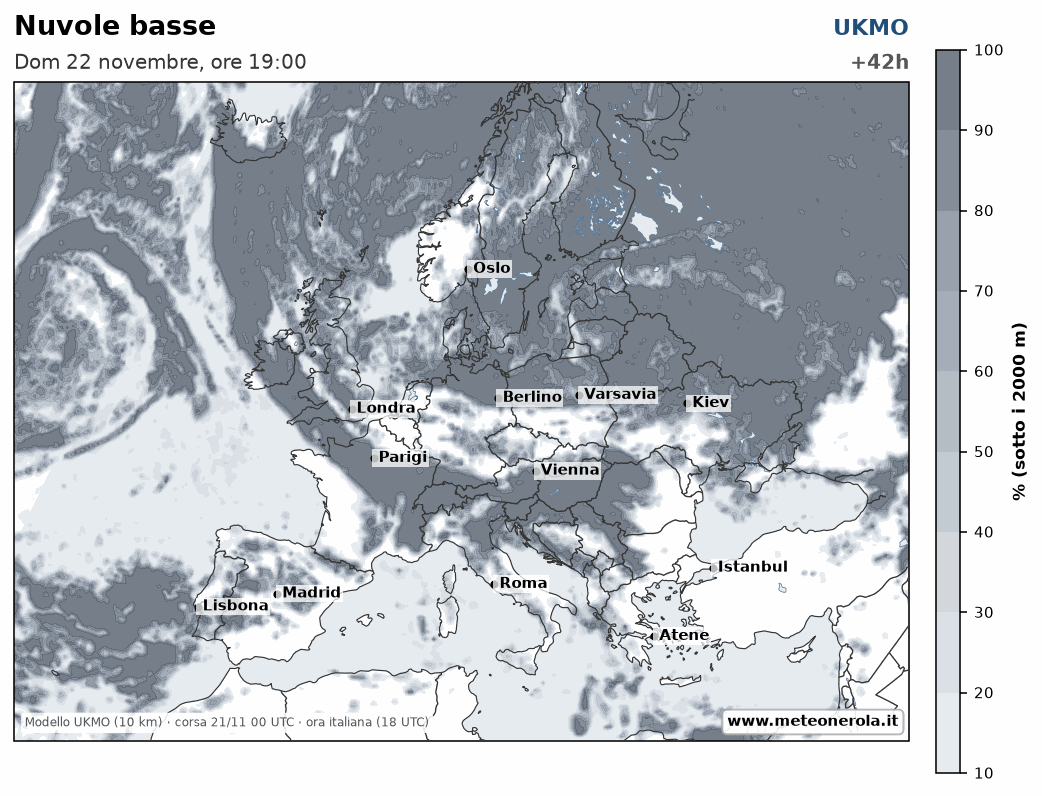 Nuvole basse
UKMO
Dom 22 novembre, ore 19:00
+42h
Oslo
Londra
Berlino
Varsavia
Kiev
Parigi
Vienna
Istanbul
Roma
Madrid
Lisbona
Atene
Modello UKMO (10 km) · corsa 21/11 00 UTC · ora italiana (18 UTC)
www.meteonerola.it
100
90
80
70
60
50
40
30
20
10
% (sotto i 2000 m)